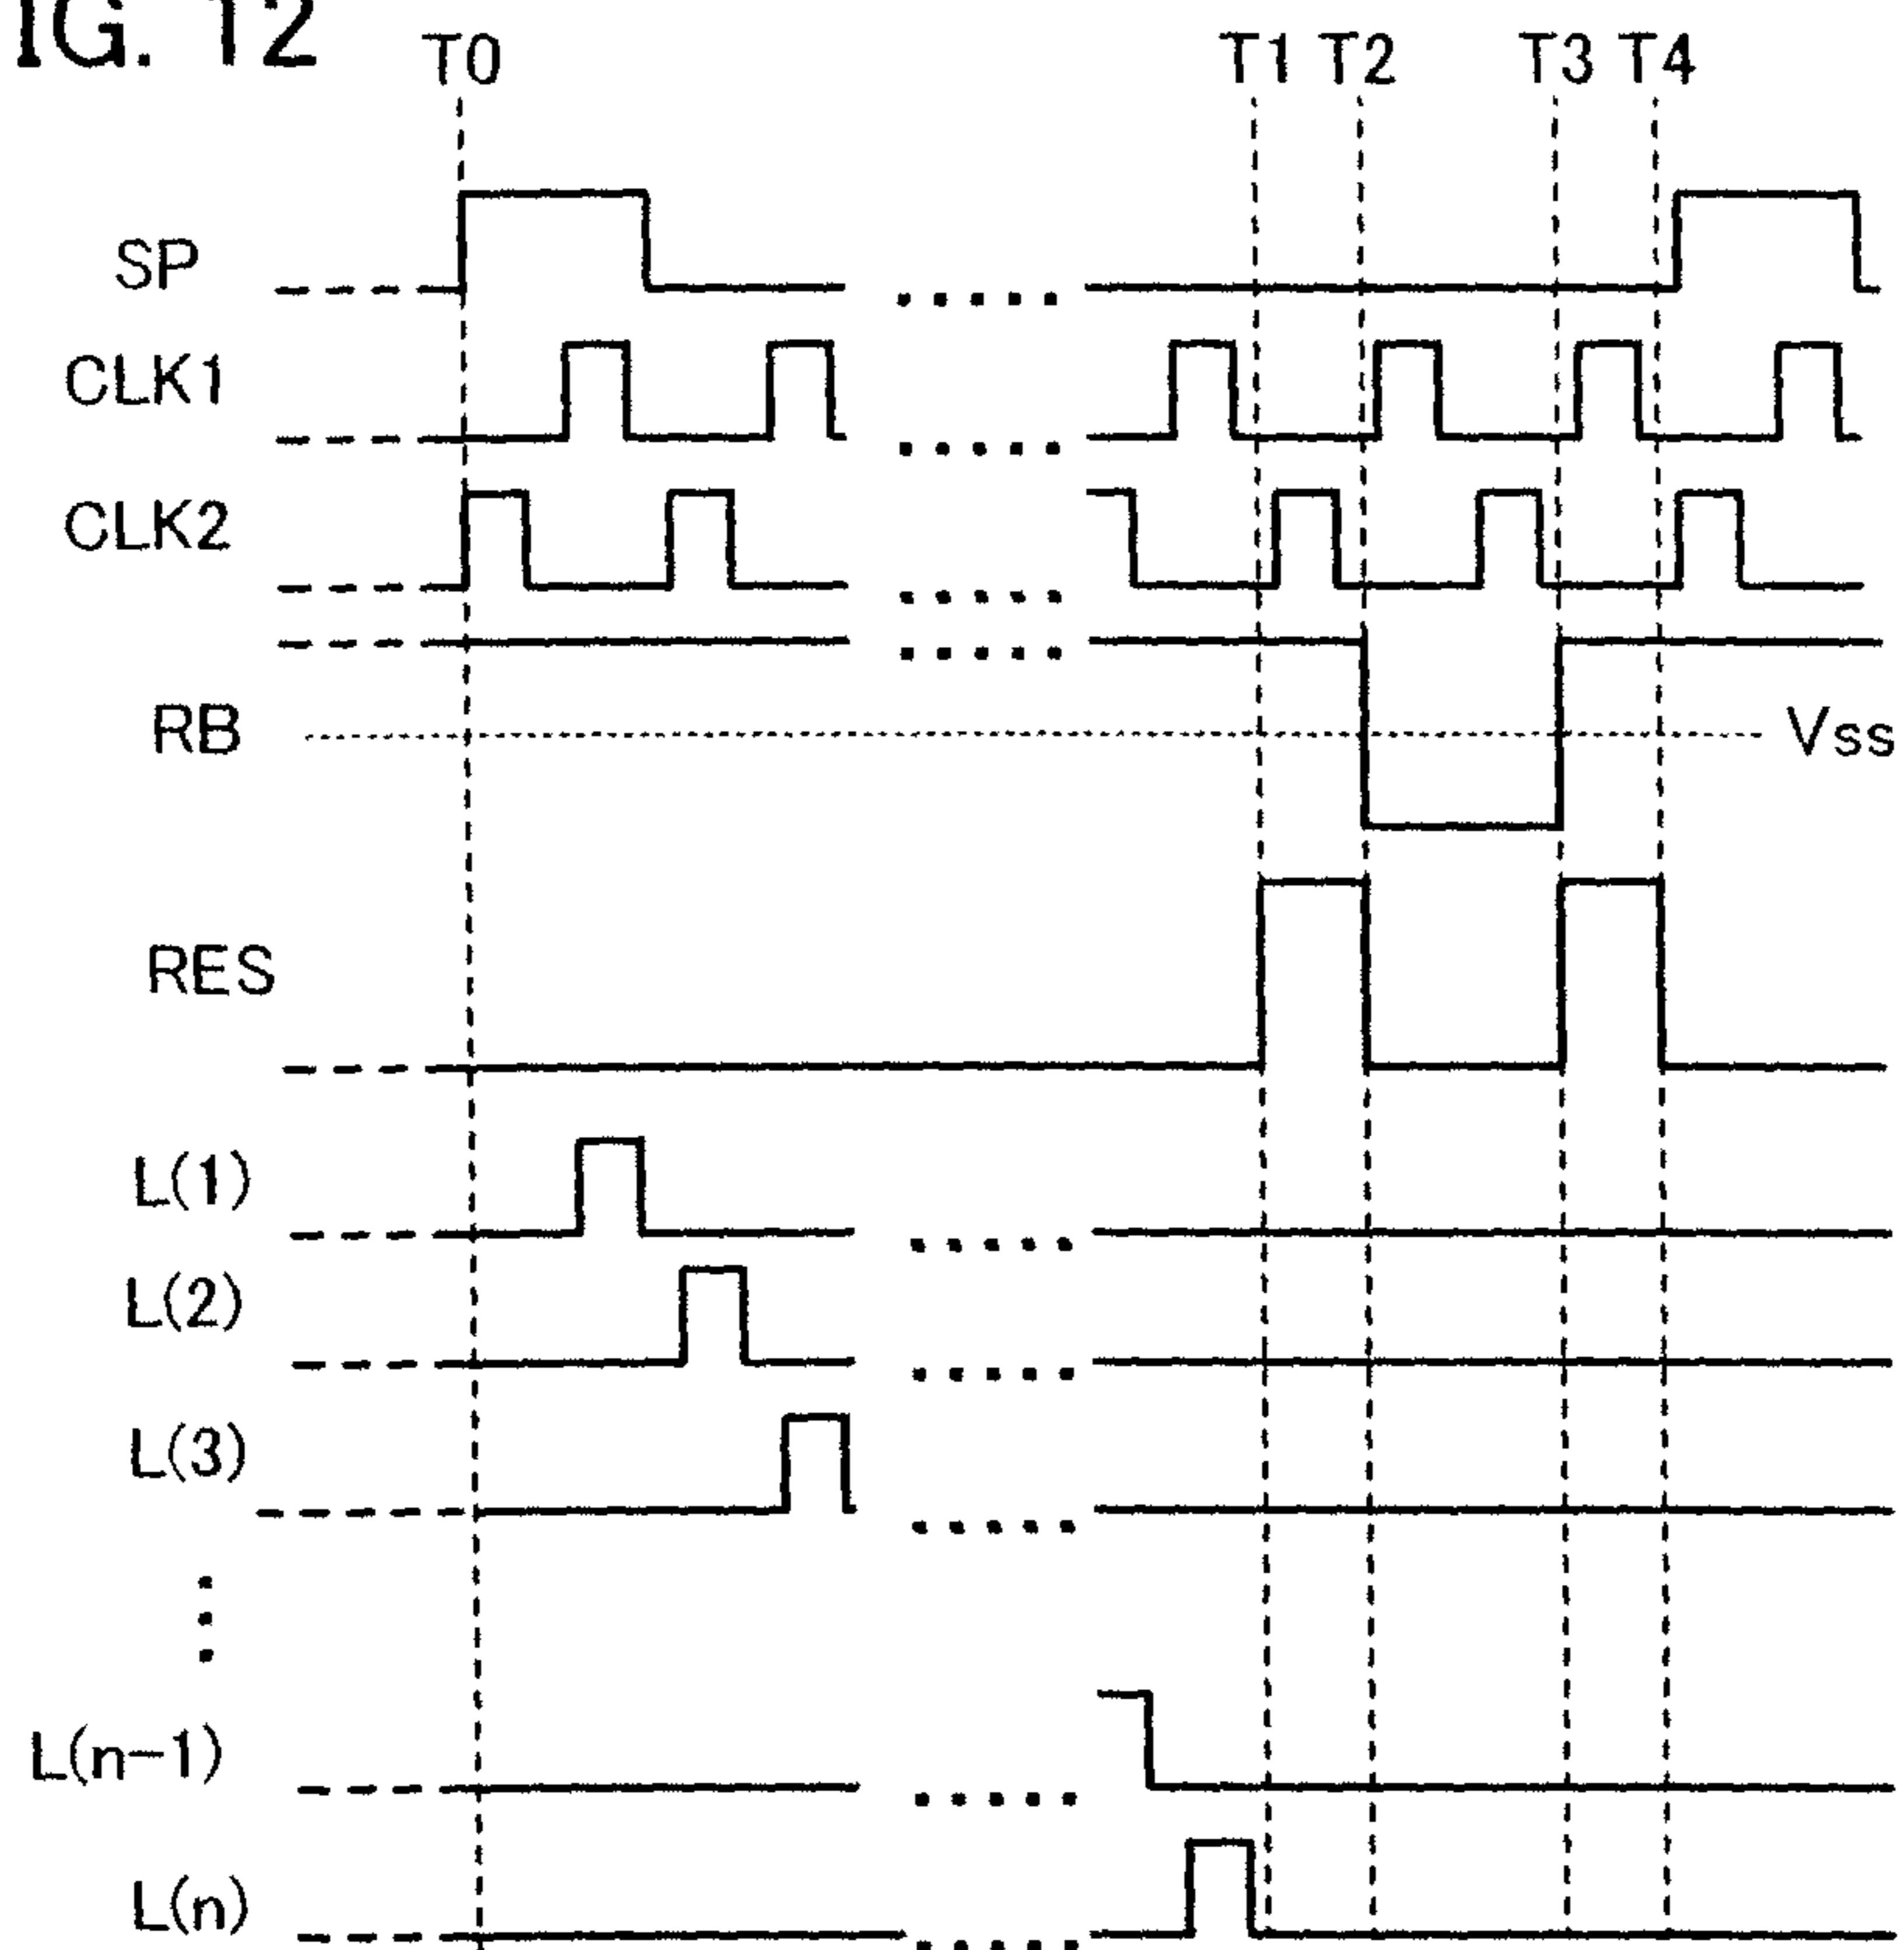 IG. 12
T0 T1 T2 T3 T4
SP
CLK1
CLK2
RB
Vss
RES
L(1)
L(2)
L(3)
L(n-1)
L(n)